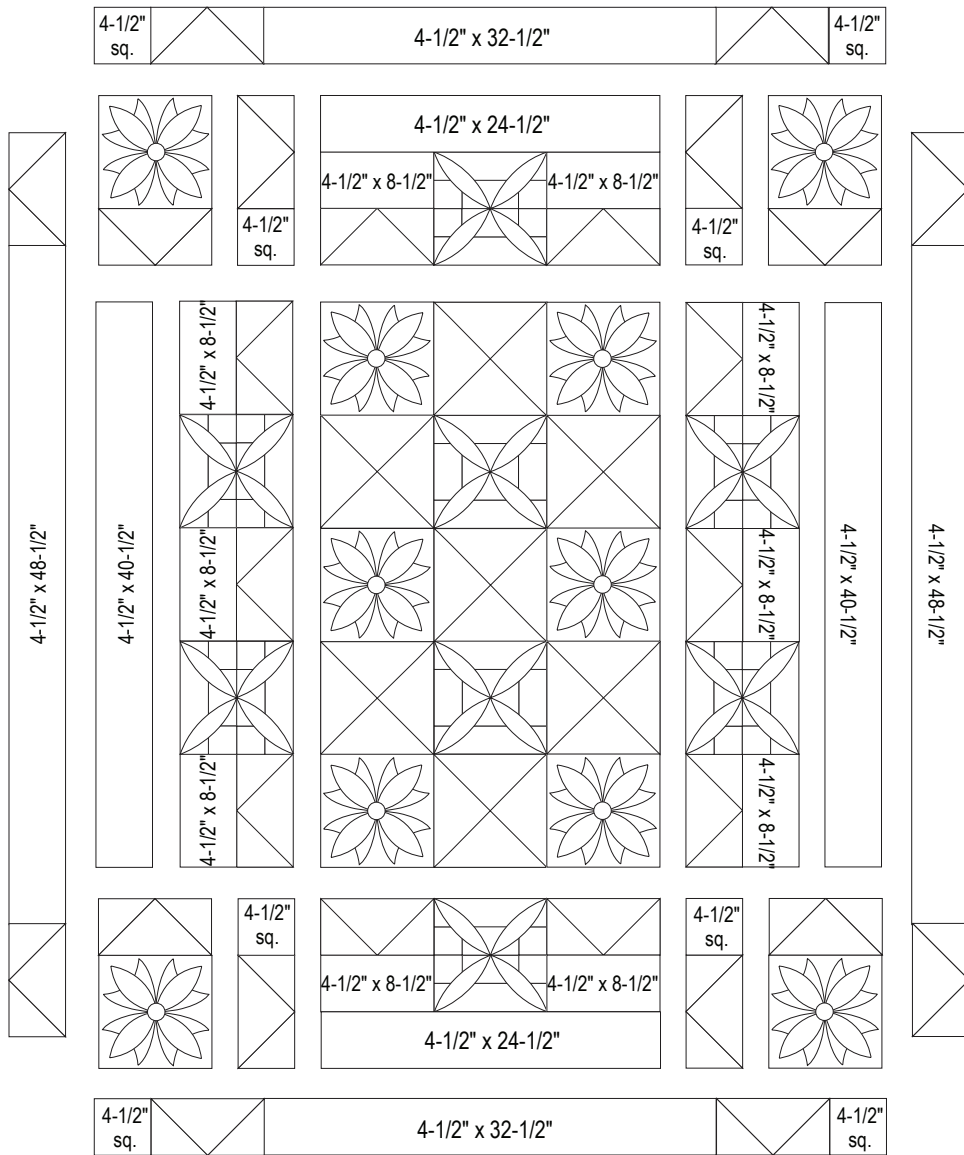 4-1/2"
sq.
4-1/2" x 32-1/2"
4-1/2"
sq.
4-1/2" x 24-1/2"
4-1/2" x 8-1/2"
4-1/2" x 8-1/2"
4-1/2"
sq.
4-1/2"
sq.
4-1/2" x 48-1/2"
4-1/2" x 40-1/2"
4-1/2" x 8-1/2"
4-1/2" x 8-1/2"
4-1/2" x 8-1/2"
4-1/2" x 8-1/2"
4-1/2" x 8-1/2"
4-1/2" x 8-1/2"
4-1/2" x 40-1/2"
4-1/2" x 48-1/2"
4-1/2"
sq.
4-1/2"
sq.
4-1/2" x 8-1/2"
4-1/2" x 8-1/2"
4-1/2" x 24-1/2"
4-1/2"
sq.
4-1/2" x 32-1/2"
4-1/2"
sq.